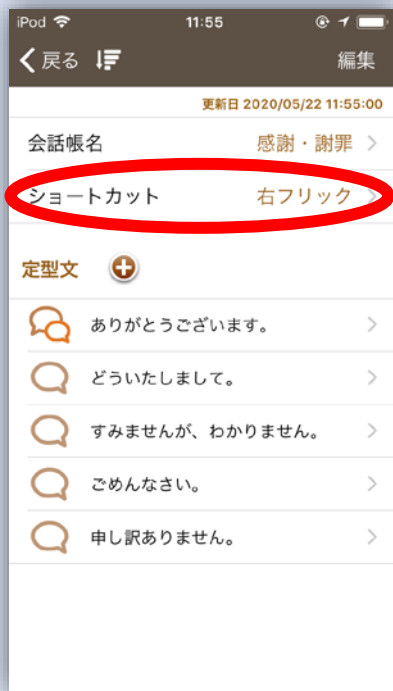 iPod 11:55
戻る 編集
更新日 2020/05/22 11:55:00
会話帳名 感謝・謝罪
ショートカット 右フリック
定型文
ありがとうございます。
どういたしまして。
すみませんが、わかりません。
ごめんなさい。
申し訳ありません。